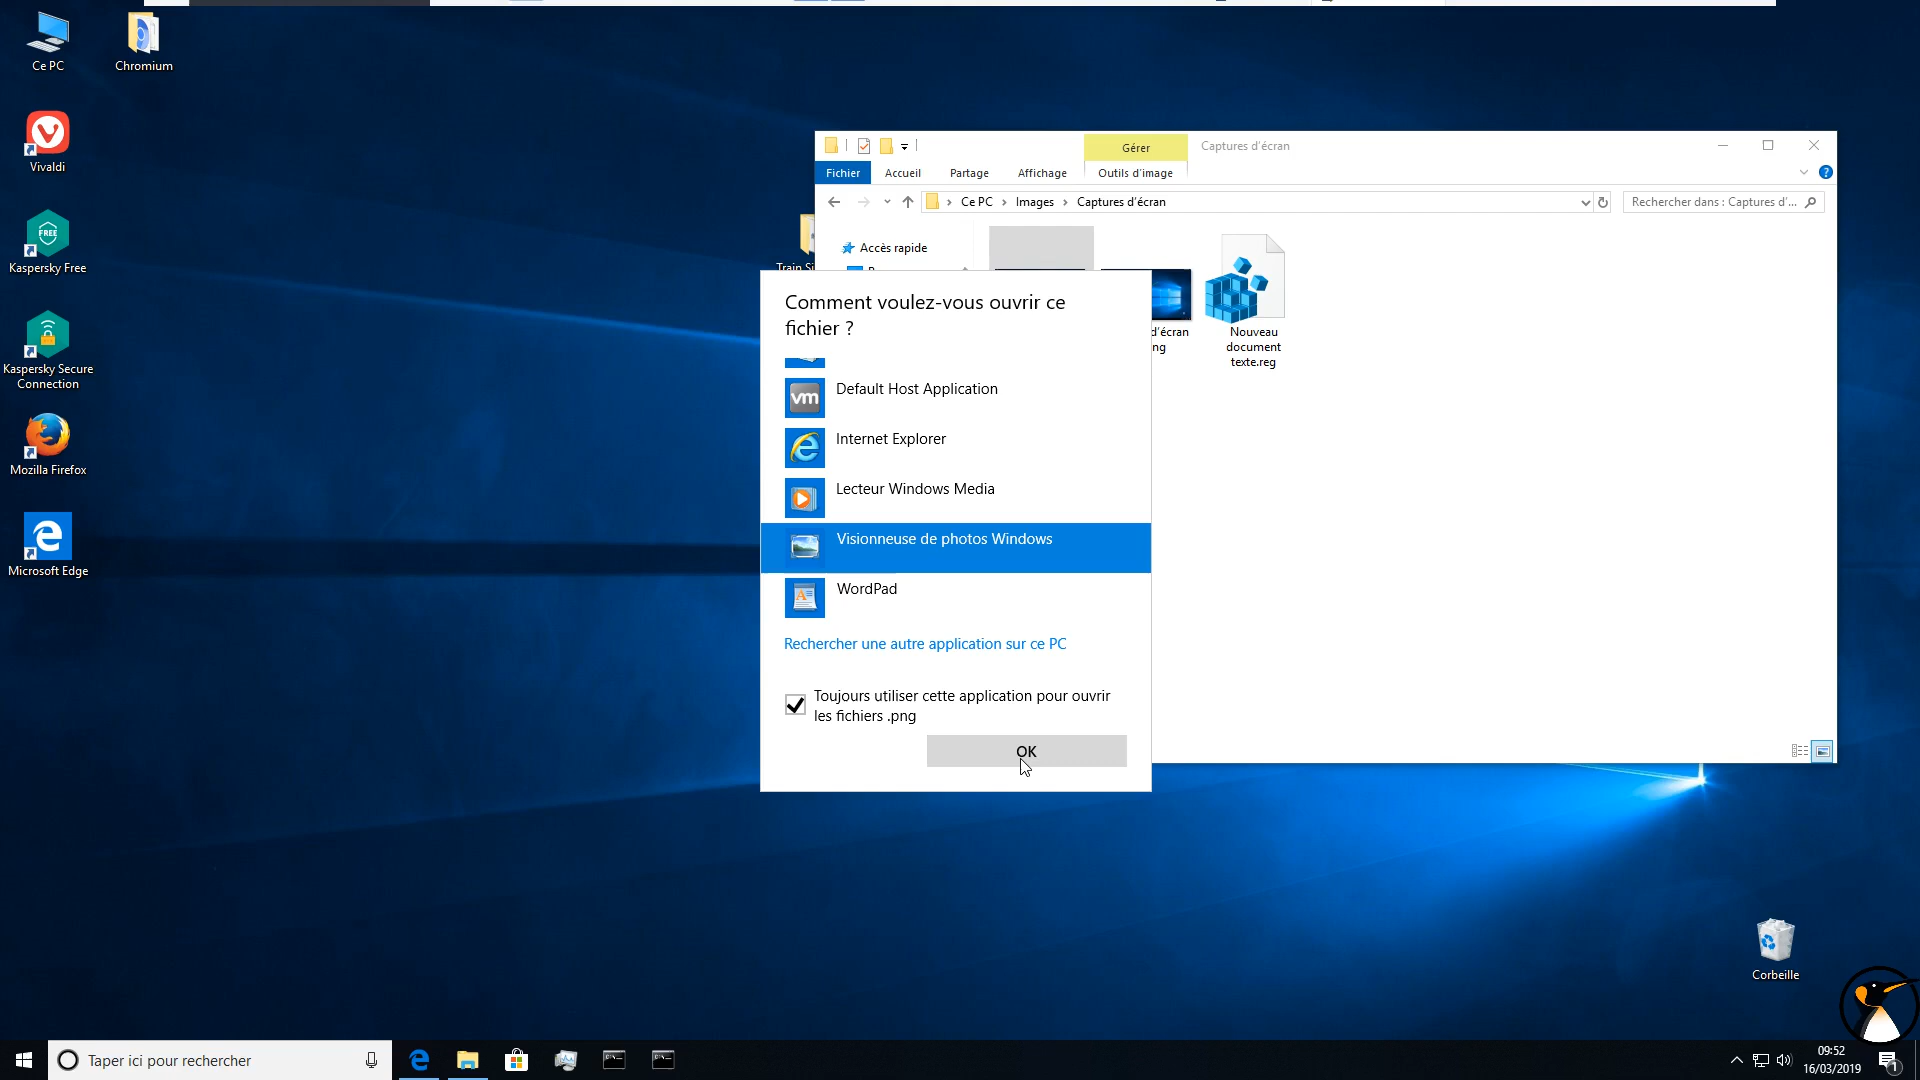 Ce PC
Chromium
Vivaldi
FREE
Kaspersky Free
Kaspersky Secure
Connection
Mozilla Firefox
Microsoft Edge
Gérer
Captures d'écran
Fichier
Accueil
Partage
Affichage
Outils d'image
Ce PC
Images
Captures d'écran
Rechercher dans : Captures d'...
Accès rapide
d'écran
ng
Nouveau
document
texte.reg
Comment voulez-vous ouvrir ce
fichier ?
vm
Default Host Application
Internet Explorer
Lecteur Windows Media
Visionneuse de photos Windows
WordPad
Rechercher une autre application sur ce PC
Toujours utiliser cette application pour ouvrir
les fichiers .png
OK
Corbeille
Taper ici pour rechercher
09:52
16/03/2019
1